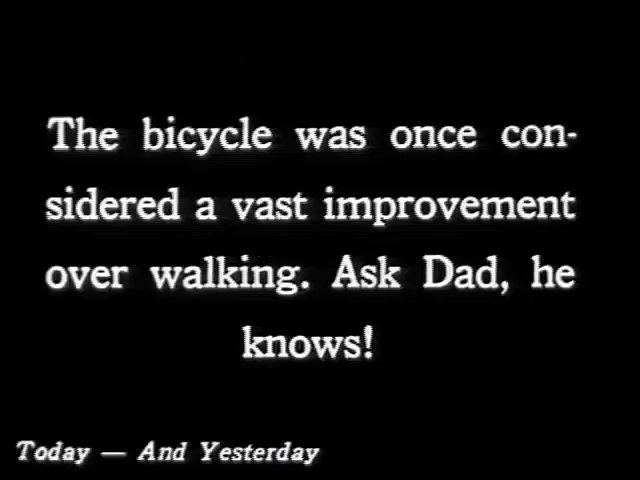 The bicycle was once con-
sidered a vast improvement
over walking. Ask Dad, he
knows!
Today — And Yesterday